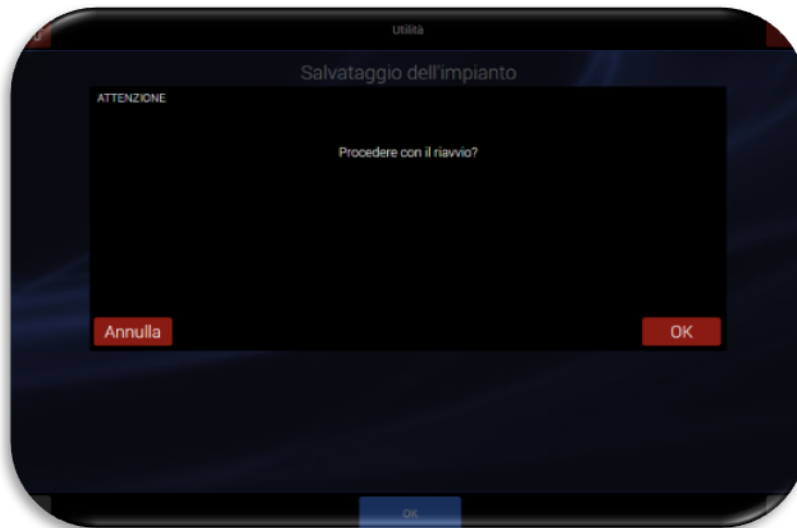 Utilità
Salvataggio dell'impianto
ATTENZIONE
Procedere con il riavvio?
Annulla
OK
OK